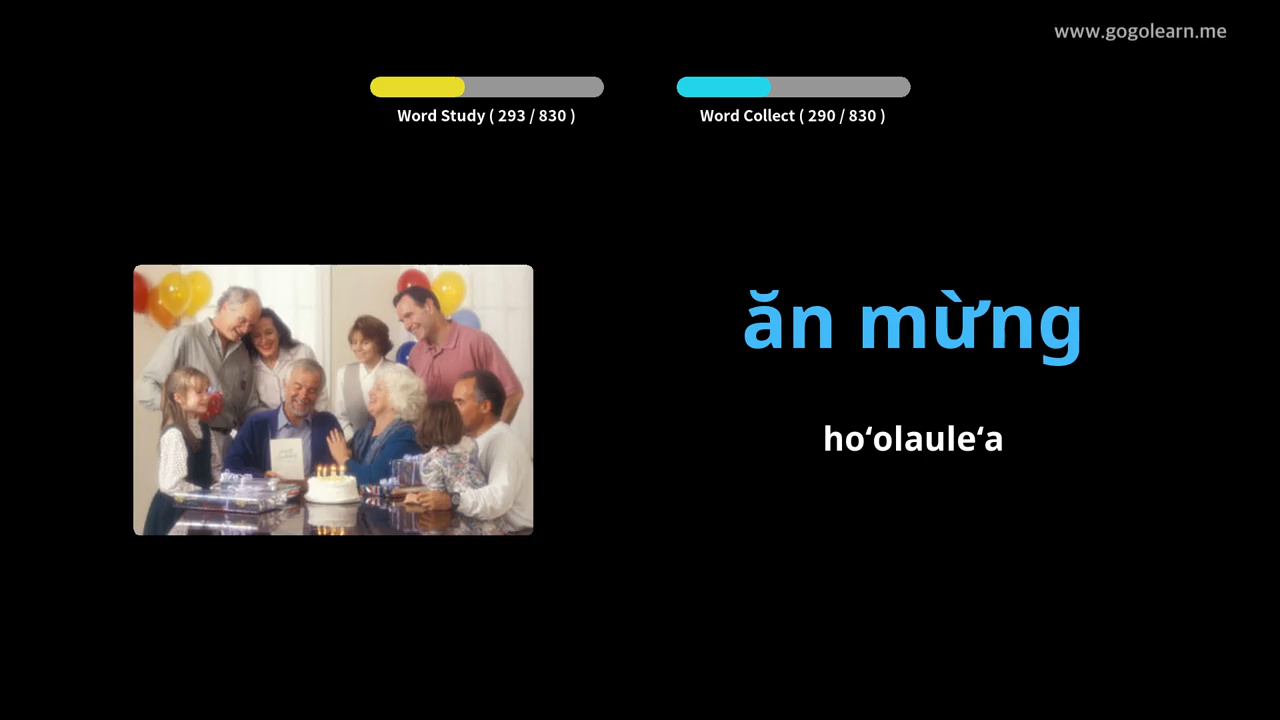 www.gogolearn.me
Word Study ( 293 / 830 )
Word Collect ( 290 / 830 )
ăn mừng
hoʻolauleʻa